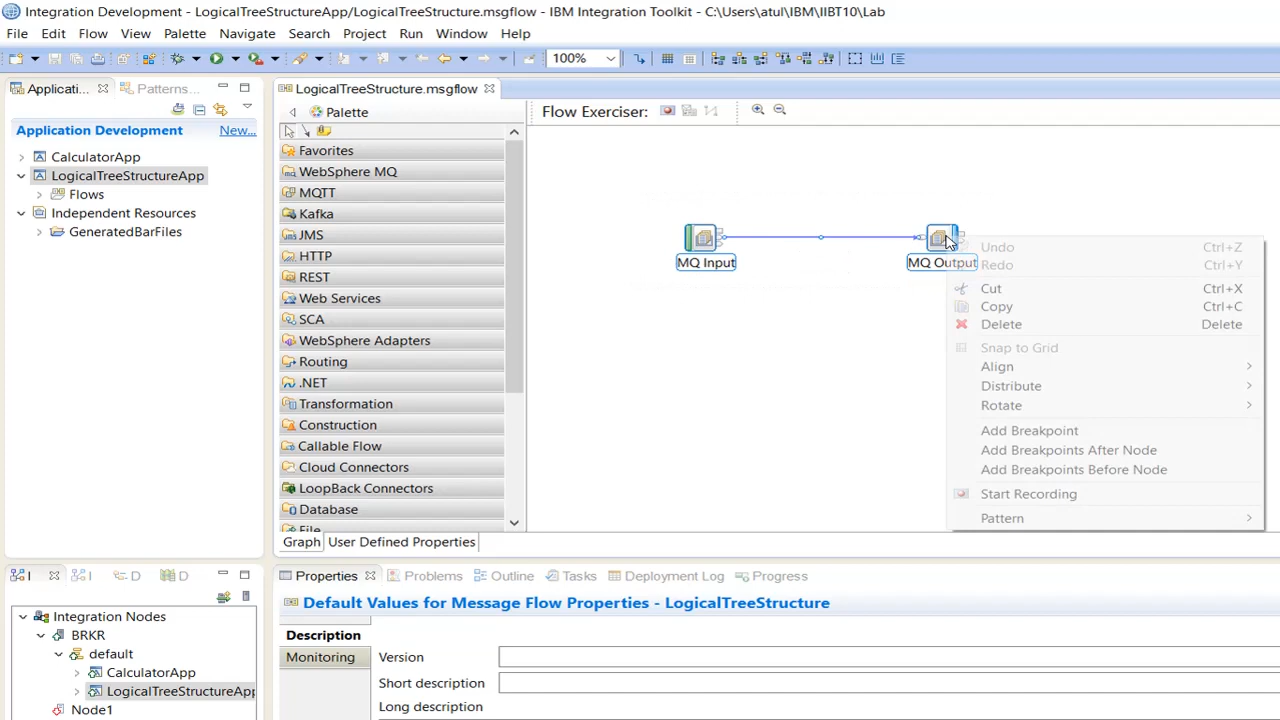 Integration Development - LogicalTreeStructureApp/LogicalTreeStructure.msgflow - IBM Integration Toolkit - C:\Users\atul\IBM\IIBT10\Lab
File Edit Flow View Palette Navigate Search Project Run Window Help
100%
Applicati...
Patterns...
Application Development
New...
CalculatorApp
LogicalTreeStructureApp
Flows
Independent Resources
GeneratedBarFiles
LogicalTreeStructure.msgflow
Palette
Favorites
WebSphere MQ
MQTT
Kafka
JMS
HTTP
REST
Web Services
SCA
WebSphere Adapters
Routing
.NET
Transformation
Construction
Callable Flow
Cloud Connectors
LoopBack Connectors
Database
File
Flow Exerciser:
MQ Input
MQ Output
Undo Ctrl+Z
Redo Ctrl+Y
Cut Ctrl+X
Copy Ctrl+C
Delete Delete
Snap to Grid
Align
Distribute
Rotate
Add Breakpoint
Add Breakpoints After Node
Add Breakpoints Before Node
Start Recording
Pattern
Graph
User Defined Properties
I
I
D
D
Integration Nodes
BRKR
default
CalculatorApp
LogicalTreeStructureApp
Node1
Properties
Problems
Outline
Tasks
Deployment Log
Progress
Default Values for Message Flow Properties - LogicalTreeStructure
Description
Monitoring
Version
Short description
Long description